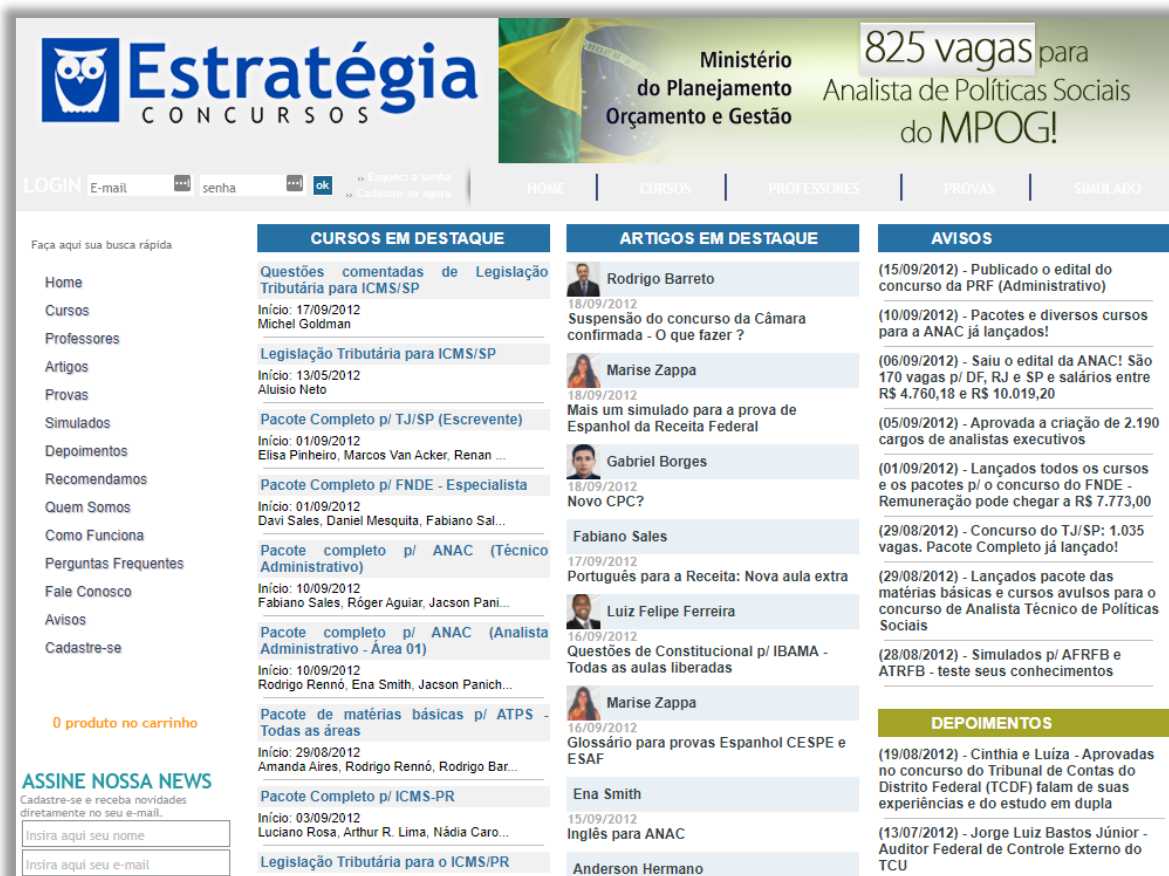 Estratégia
CONCURSOS
Ministério
do Planejamento
Orçamento e Gestão
825 vagas para
Analista de Políticas Sociais
do MPOG!
LOGIN
E-mail
senha
ok
›› Esqueci a senha
›› Cadastre-se agora
HOME
CURSOS
PROFESSORES
PROVAS
SIMULADO
Faça aqui sua busca rápida
Home
Cursos
Professores
Artigos
Provas
Simulados
Depoimentos
Recomendamos
Quem Somos
Como Funciona
Perguntas Frequentes
Fale Conosco
Avisos
Cadastre-se
0 produto no carrinho
ASSINE NOSSA NEWS
Cadastre-se e receba novidades
diretamente no seu e-mail.
Insira aqui seu nome
Insira aqui seu e-mail
CURSOS EM DESTAQUE
Questões comentadas de Legislação
Tributária para ICMS/SP
Início: 17/09/2012
Michel Goldman
Legislação Tributária para ICMS/SP
Início: 13/05/2012
Aluisio Neto
Pacote Completo p/ TJ/SP (Escrevente)
Início: 01/09/2012
Elisa Pinheiro, Marcos Van Acker, Renan ...
Pacote Completo p/ FNDE - Especialista
Início: 01/09/2012
Davi Sales, Daniel Mesquita, Fabiano Sal...
Pacote completo p/ ANAC (Técnico
Administrativo)
Início: 10/09/2012
Fabiano Sales, Róger Aguiar, Jacson Pani...
Pacote completo p/ ANAC (Analista
Administrativo - Área 01)
Início: 10/09/2012
Rodrigo Rennó, Ena Smith, Jacson Panich...
Pacote de matérias básicas p/ ATPS -
Todas as áreas
Início: 29/08/2012
Amanda Aires, Rodrigo Rennó, Rodrigo Bar...
Pacote Completo p/ ICMS-PR
Início: 03/09/2012
Luciano Rosa, Arthur R. Lima, Nádia Caro...
Legislação Tributária para o ICMS/PR
ARTIGOS EM DESTAQUE
Rodrigo Barreto
18/09/2012
Suspensão do concurso da Câmara
confirmada - O que fazer ?
Marise Zappa
18/09/2012
Mais um simulado para a prova de
Espanhol da Receita Federal
Gabriel Borges
18/09/2012
Novo CPC?
Fabiano Sales
17/09/2012
Português para a Receita: Nova aula extra
Luiz Felipe Ferreira
16/09/2012
Questões de Constitucional p/ IBAMA -
Todas as aulas liberadas
Marise Zappa
16/09/2012
Glossário para provas Espanhol CESPE e
ESAF
Ena Smith
15/09/2012
Inglês para ANAC
Anderson Hermano
AVISOS
(15/09/2012) - Publicado o edital do
concurso da PRF (Administrativo)
(10/09/2012) - Pacotes e diversos cursos
para a ANAC já lançados!
(06/09/2012) - Saiu o edital da ANAC! São
170 vagas p/ DF, RJ e SP e salários entre
R$ 4.760,18 e R$ 10.019,20
(05/09/2012) - Aprovada a criação de 2.190
cargos de analistas executivos
(01/09/2012) - Lançados todos os cursos
e os pacotes p/ o concurso do FNDE -
Remuneração pode chegar a R$ 7.773,00
(29/08/2012) - Concurso do TJ/SP: 1.035
vagas. Pacote Completo já lançado!
(29/08/2012) - Lançados pacote das
matérias básicas e cursos avulsos para o
concurso de Analista Técnico de Políticas
Sociais
(28/08/2012) - Simulados p/ AFRFB e
ATRFB - teste seus conhecimentos
DEPOIMENTOS
(19/08/2012) - Cinthia e Luíza - Aprovadas
no concurso do Tribunal de Contas do
Distrito Federal (TCDF) falam de suas
experiências e do estudo em dupla
(13/07/2012) - Jorge Luiz Bastos Júnior -
Auditor Federal de Controle Externo do
TCU